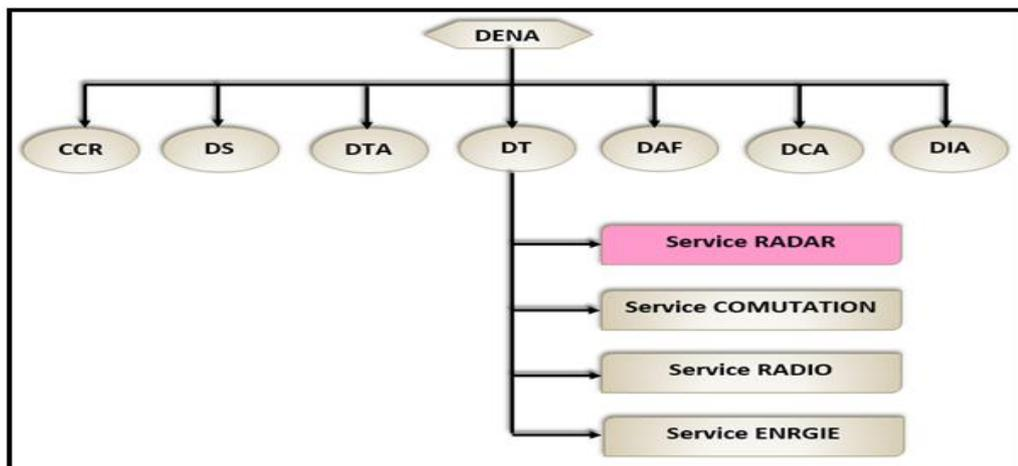 DENA
CCR DS DTA DT DAF DCA DIA
Service RADAR
Service COMUTATION
Service RADIO
Service ENRGIE